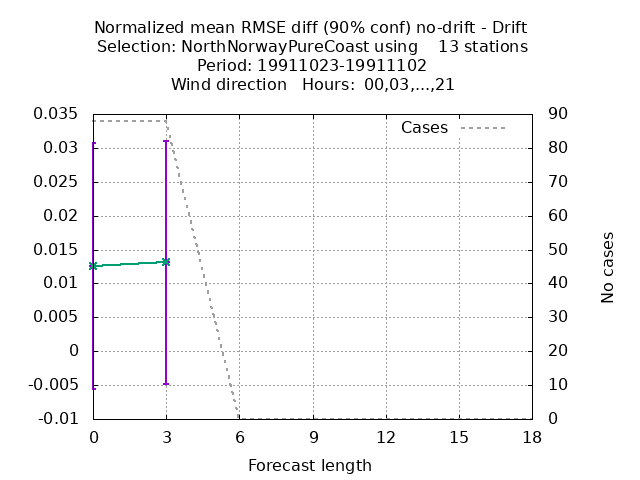 Normalized mean RMSE diff (90% conf) no-drift - Drift
Selection: NorthNorwayPureCoast using    13 stations
Period: 19911023-19911102
Wind direction   Hours:  00,03,...,21
Cases
0.035
0.03
0.025
0.02
0.015
0.01
0.005
0
-0.005
-0.01
90
80
70
60
50
40
30
20
10
0
No cases
0 3 6 9 12 15 18
Forecast length